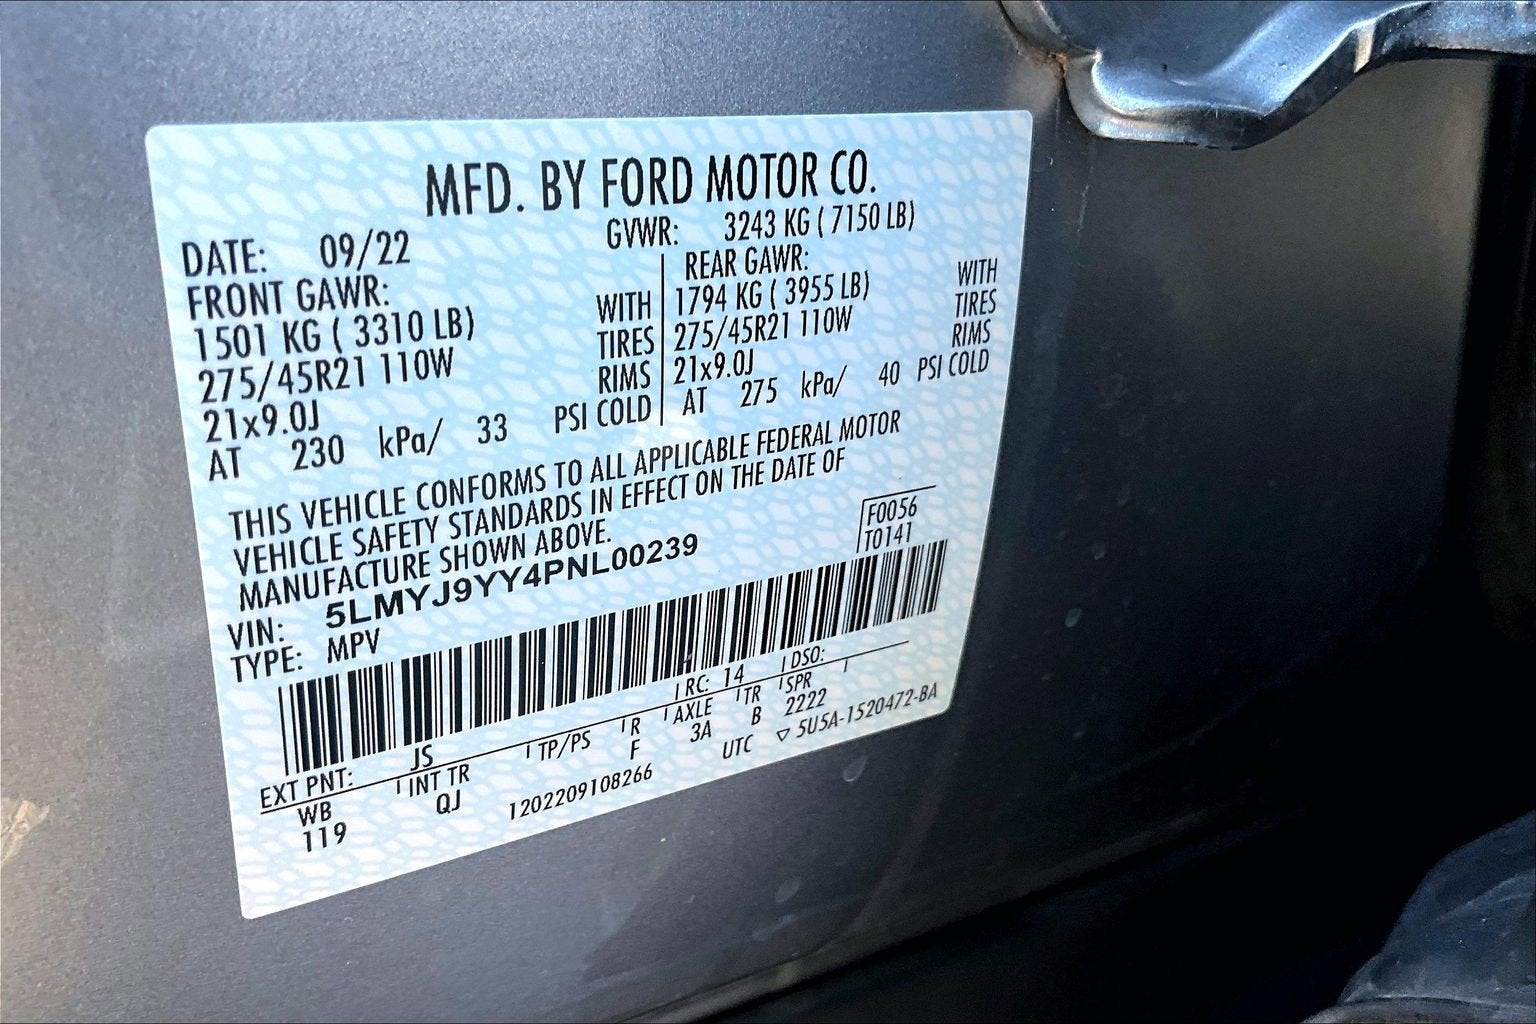 MFD. BY FORD MOTOR CO.
DATE: 09/22 GVWR: 3243 KG ( 7150 LB)
FRONT GAWR: REAR GAWR:
1501 KG ( 3310 LB) WITH 1794 KG ( 3955 LB) WITH
275/45R21 110W TIRES 275/45R21 110W TIRES
21x9.0J RIMS 21x9.0J RIMS
AT 230 kPa/ 33 PSI COLD AT 275 kPa/ 40 PSI COLD
THIS VEHICLE CONFORMS TO ALL APPLICABLE FEDERAL MOTOR
VEHICLE SAFETY STANDARDS IN EFFECT ON THE DATE OF
MANUFACTURE SHOWN ABOVE.
F0056
T0141
VIN: 5LMYJ9YY4PNL00239
TYPE: MPV
EXT PNT: JS RC: 14 DSO:
WB INT TR TP/PS R AXLE TR SPR
119 QJ F 3A B 2222
1202209108266 UTC ▽ 5U5A-1520472-BA